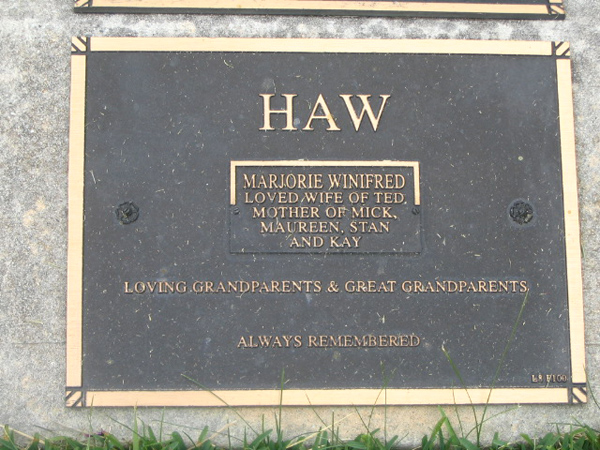 HAW
MARJORIE WINIFRED
LOVED WIFE OF TED,
MOTHER OF MICK,
MAUREEN, STAN
AND KAY
LOVING GRANDPARENTS & GREAT GRANDPARENTS
ALWAYS REMEMBERED